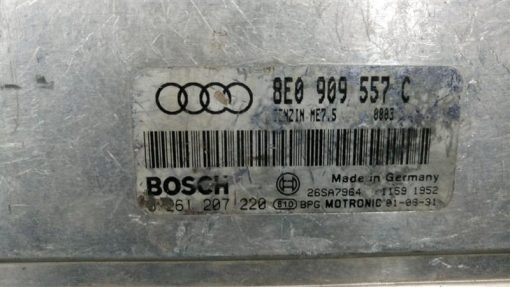 8E0 909 557 C
BENZIN ME7.5 0003
Made in Germany
BOSCH 26SA7964 1159 1952
0 261 207 220 S10 BPG MOTRONIC 01-08-31